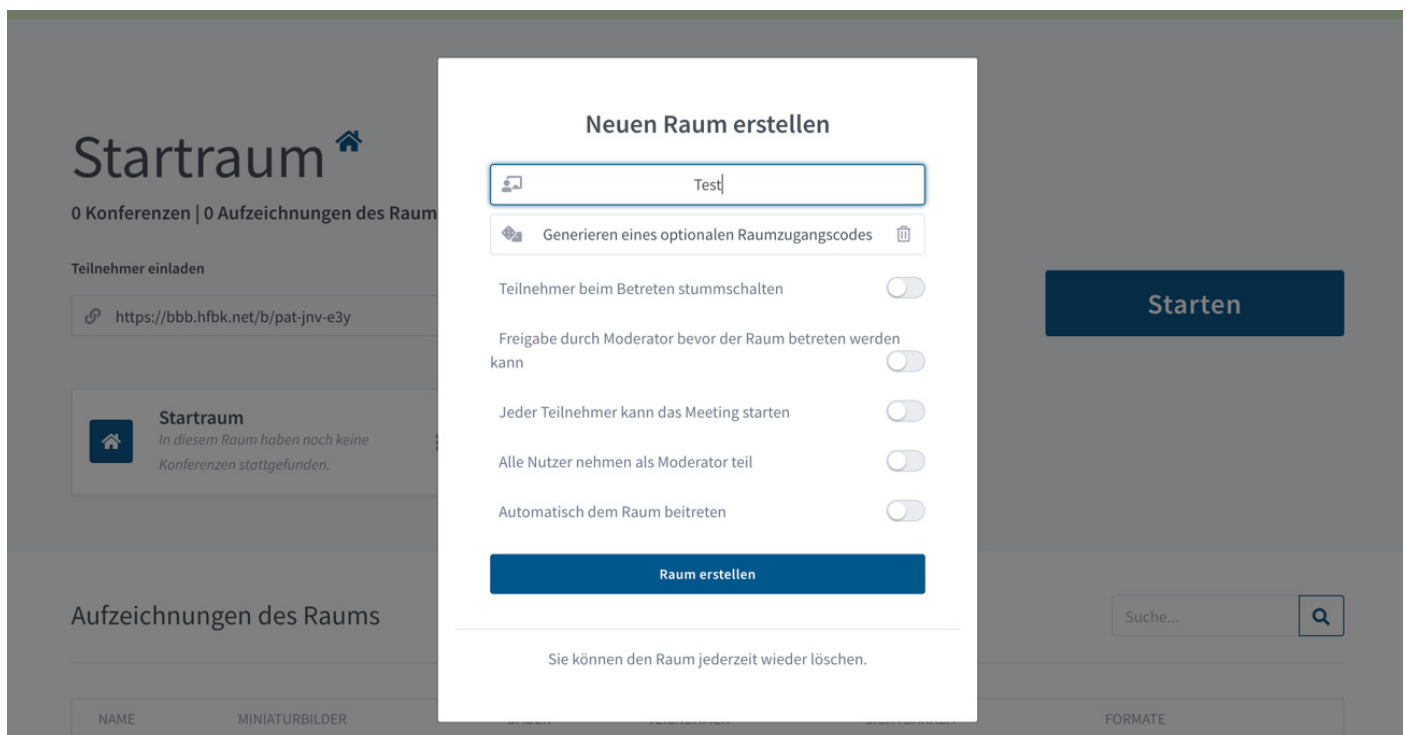 Startraum
0 Konferenzen | 0 Aufzeichnungen des Raum
Teilnehmer einladen
https://bbb.hfbk.net/b/pat-jnv-e3y
Startraum
In diesem Raum haben noch keine
Konferenzen stattgefunden.
Neuen Raum erstellen
Test
Generieren eines optionalen Raumzugangscodes
Teilnehmer beim Betreten stummschalten
Freigabe durch Moderator bevor der Raum betreten werden
kann
Jeder Teilnehmer kann das Meeting starten
Alle Nutzer nehmen als Moderator teil
Automatisch dem Raum beitreten
Raum erstellen
Sie können den Raum jederzeit wieder löschen.
Starten
Aufzeichnungen des Raums
Suche...
NAME MINIATURBILDER FORMATE